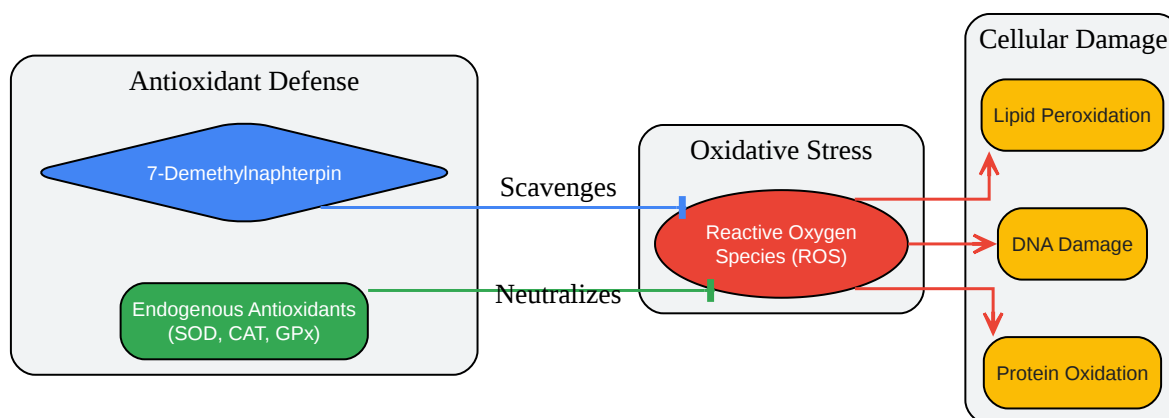 Antioxidant Defense
7-Demethylnaphterpin
Endogenous Antioxidants
(SOD, CAT, GPx)
Scavenges
Neutralizes
Oxidative Stress
Reactive Oxygen
Species (ROS)
Cellular Damage
Lipid Peroxidation
DNA Damage
Protein Oxidation